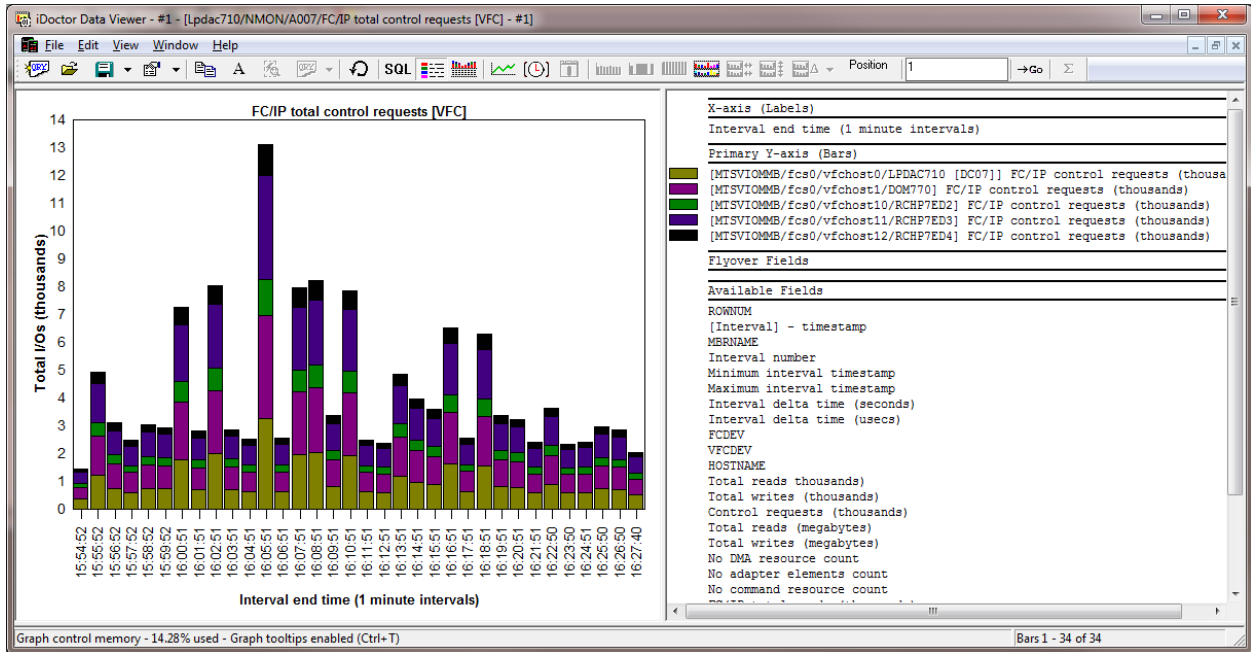 iDoctor Data Viewer - #1 - [Lpdac710/NMON/A007/FC/IP total control requests [VFC] - #1]
File Edit View Window Help
QRY A QRY SQL Position 1 Go Σ
FC/IP total control requests [VFC]
Total I/Os (thousands)
14
13
12
11
10
9
8
7
6
5
4
3
2
1
0
15:54:52
15:55:52
15:56:52
15:57:52
15:58:52
15:59:52
16:00:51
16:01:51
16:02:51
16:03:51
16:04:51
16:05:51
16:06:51
16:07:51
16:08:51
16:09:51
16:10:51
16:11:51
16:12:51
16:13:51
16:14:51
16:15:51
16:16:51
16:17:51
16:18:51
16:19:51
16:20:51
16:21:51
16:22:50
16:23:50
16:24:51
16:25:50
16:26:50
16:27:40
Interval end time (1 minute intervals)
X-axis (Labels)
Interval end time (1 minute intervals)
Primary Y-axis (Bars)
[MTSVIOMMB/fcs0/vfchost0/LPDAC710 [DC07]] FC/IP control requests (thousa
[MTSVIOMMB/fcs0/vfchost1/DOM770] FC/IP control requests (thousands)
[MTSVIOMMB/fcs0/vfchost10/RCHP7ED2] FC/IP control requests (thousands)
[MTSVIOMMB/fcs0/vfchost11/RCHP7ED3] FC/IP control requests (thousands)
[MTSVIOMMB/fcs0/vfchost12/RCHP7ED4] FC/IP control requests (thousands)
Flyover Fields
Available Fields
ROWNUM
[Interval] - timestamp
MBRNAME
Interval number
Minimum interval timestamp
Maximum interval timestamp
Interval delta time (seconds)
Interval delta time (usecs)
FCDEV
VFCDEV
HOSTNAME
Total reads thousands)
Total writes (thousands)
Control requests (thousands)
Total reads (megabytes)
Total writes (megabytes)
No DMA resource count
No adapter elements count
No command resource count
Graph control memory - 14.28% used - Graph tooltips enabled (Ctrl+T)
Bars 1 - 34 of 34